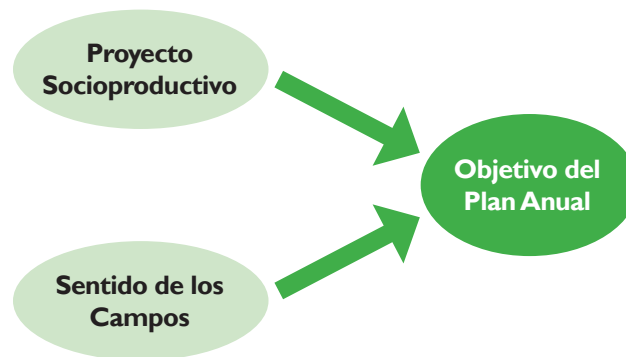 Proyecto
Socioproductivo
Objetivo del
Plan Anual
Sentido de los
Campos